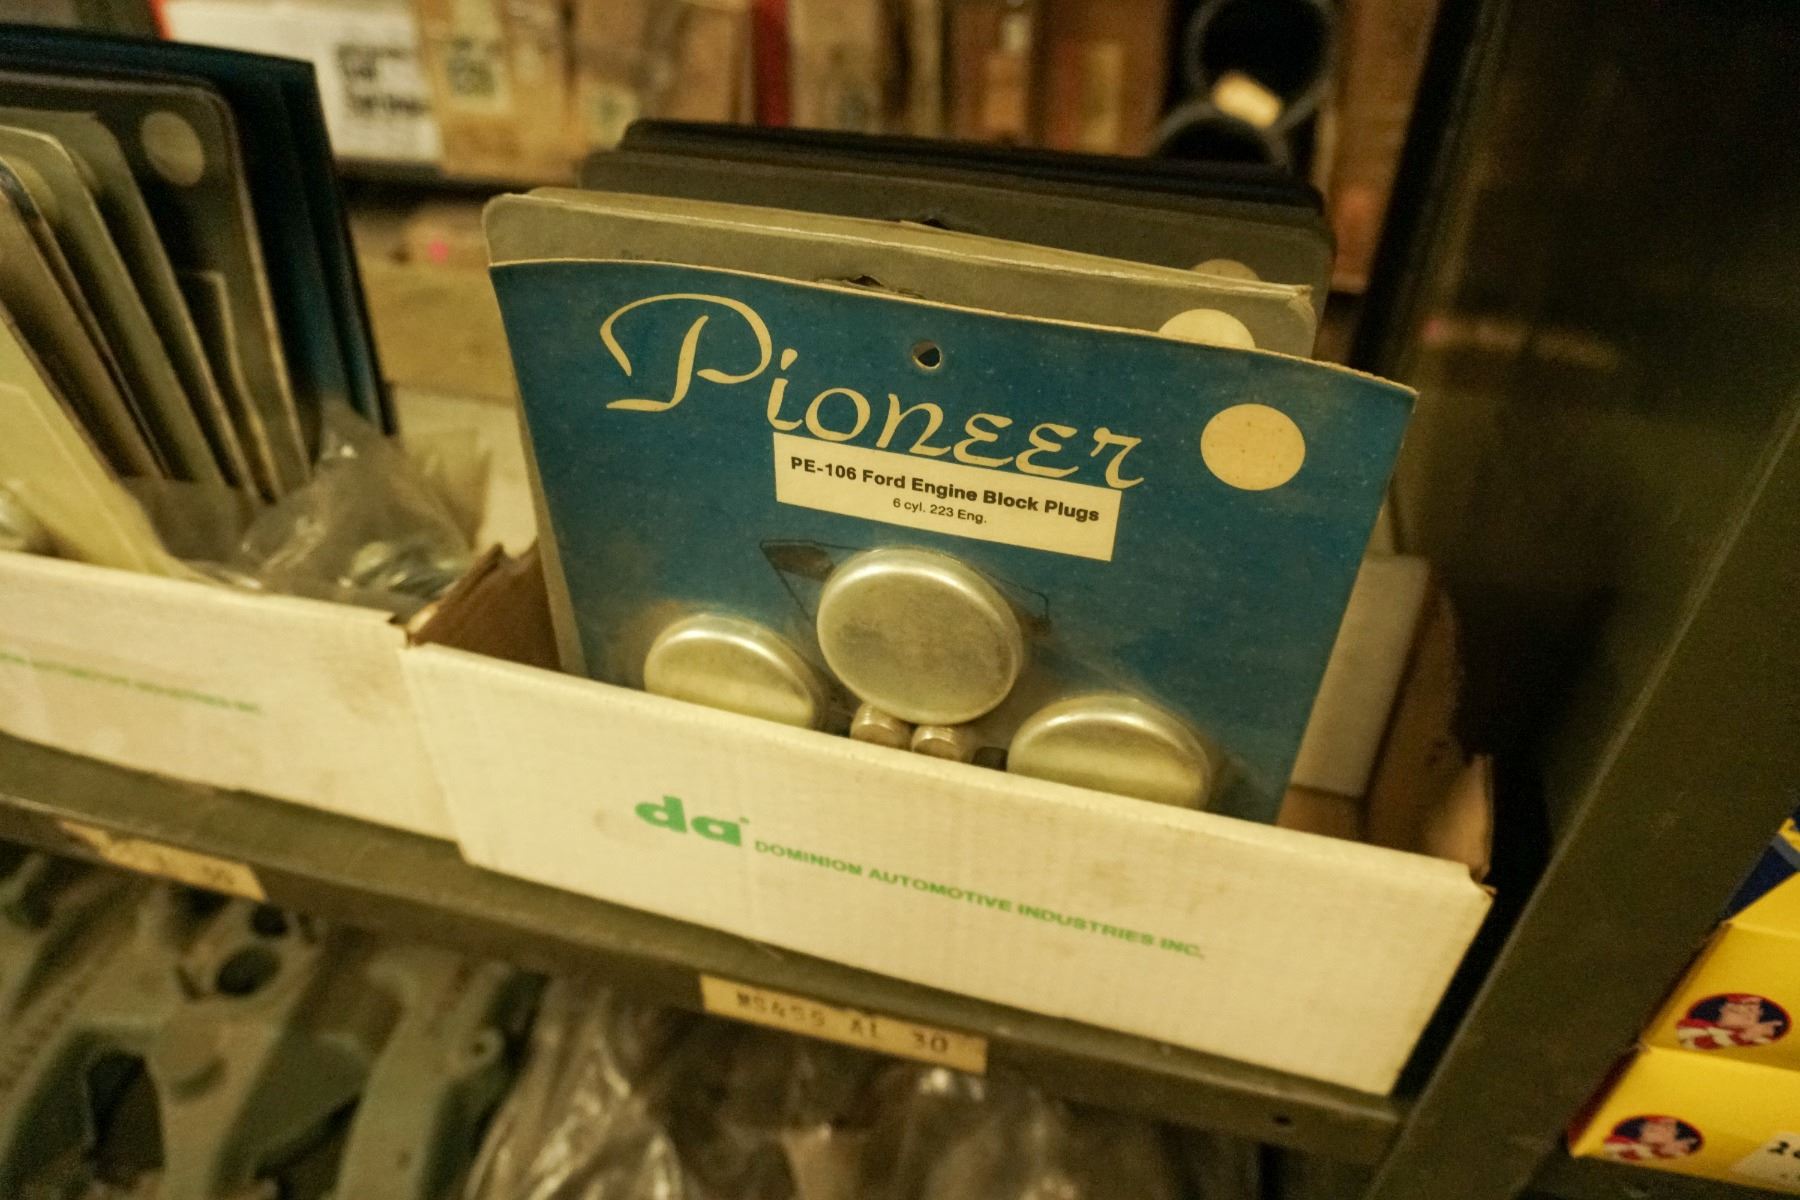 Pioneer
PE-106 Ford Engine Block Plugs
6 cyl. 223 Eng.
da
DOMINION AUTOMOTIVE INDUSTRIES INC.
MS455 AL 30
50